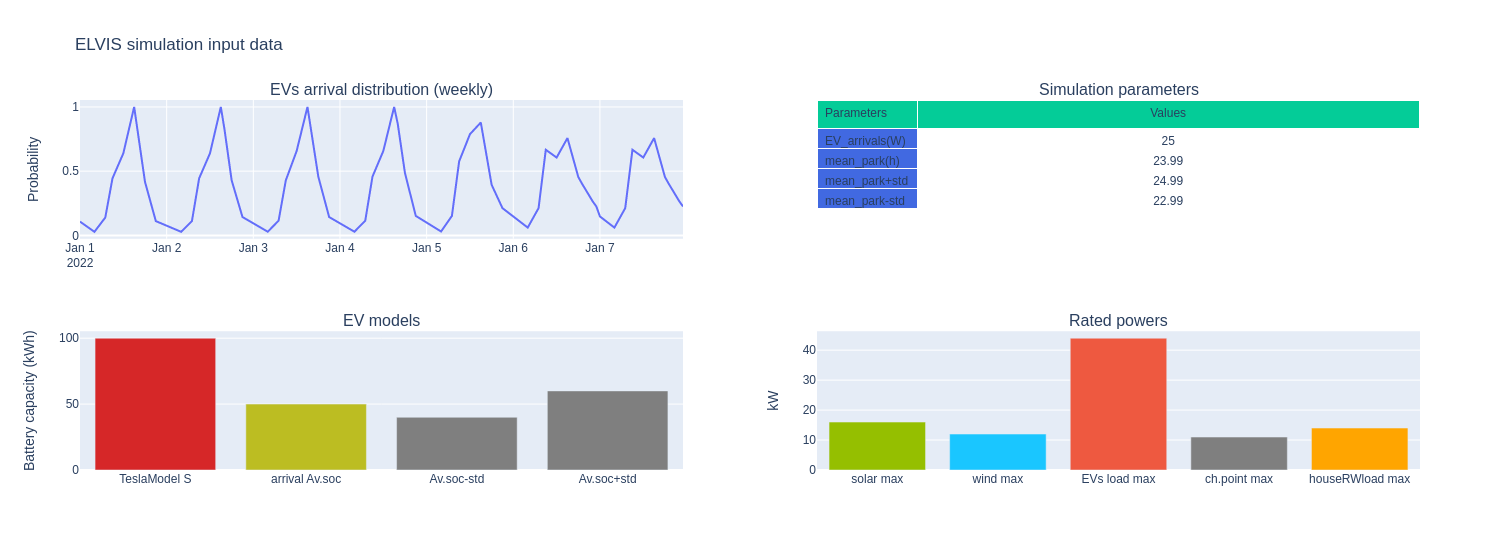 ELVIS simulation input data
EVs arrival distribution (weekly)
Probability
1
0.5
0
Jan 1
2022
Jan 2
Jan 3
Jan 4
Jan 5
Jan 6
Jan 7
Simulation parameters
Parameters Values
EV_arrivals(W) 25
mean_park(h) 23.99
mean_park+std 24.99
mean_park-std 22.99
EV models
Battery capacity (kWh)
100
50
0
TeslaModel S
arrival Av.soc
Av.soc-std
Av.soc+std
Rated powers
kW
40
30
20
10
0
solar max
wind max
EVs load max
ch.point max
houseRWload max